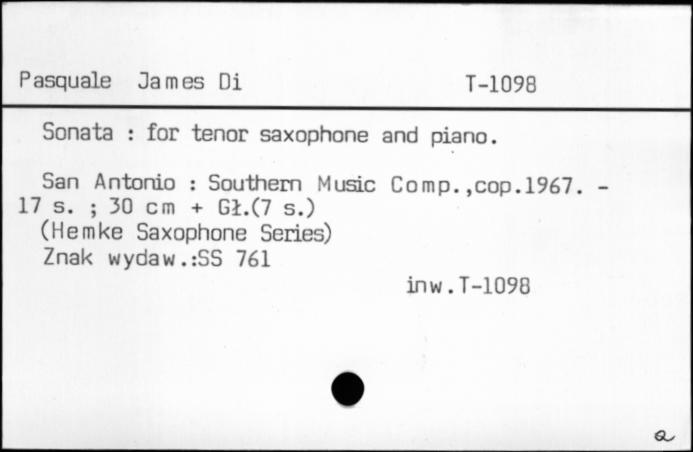 Pasquale James Di T-1098
Sonata : for tenor saxophone and piano.
San Antonio : Southern Music Comp.,cop.1967. -
17 s. ; 30 cm + Gł.(7 s.)
(Hemke Saxophone Series)
Znak wydaw.:SS 761
inw.T-1098
a